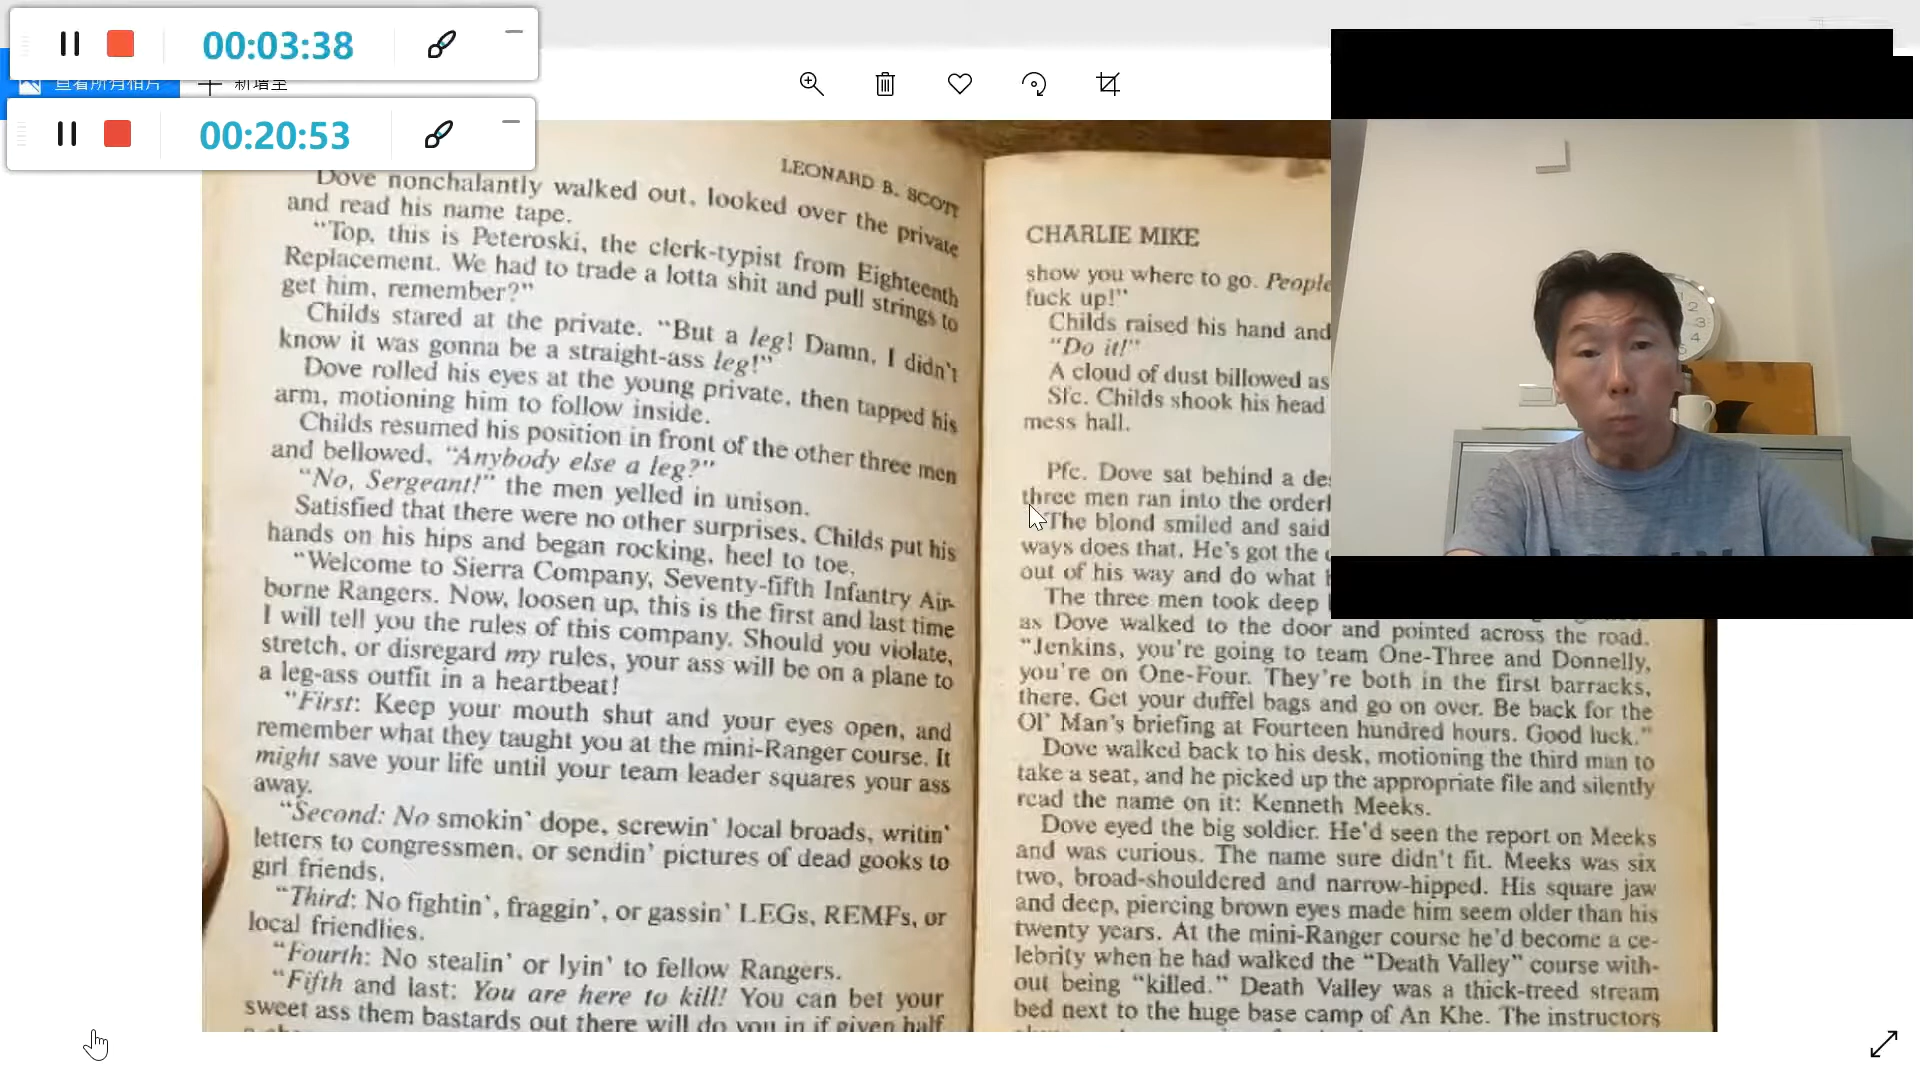 00:03:38
查看所有相片
新增至
00:20:53
LEONARD B. SCOTT
Dove nonchalantly walked out, looked over the private
and read his name tape.
"Top, this is Peteroski, the clerk-typist from Eighteenth
Replacement. We had to trade a lotta shit and pull strings to
get him, remember?"
Childs stared at the private. "But a leg! Damn, I didn't
know it was gonna be a straight-ass leg!"
Dove rolled his eyes at the young private, then tapped his
arm, motioning him to follow inside.
Childs resumed his position in front of the other three men
and bellowed, "Anybody else a leg?"
"No, Sergeant!" the men yelled in unison.
Satisfied that there were no other surprises, Childs put his
hands on his hips and began rocking, heel to toe.
"Welcome to Sierra Company, Seventy-fifth Infantry Air-
borne Rangers. Now, loosen up, this is the first and last time
I will tell you the rules of this company. Should you violate,
stretch, or disregard my rules, your ass will be on a plane to
a leg-ass outfit in a heartbeat!
"First: Keep your mouth shut and your eyes open, and
remember what they taught you at the mini-Ranger course. It
might save your life until your team leader squares your ass
away.
"Second: No smokin' dope, screwin' local broads, writin'
letters to congressmen, or sendin' pictures of dead gooks to
girl friends.
"Third: No fightin', fraggin', or gassin' LEGs, REMFs, or
local friendlies.
"Fourth: No stealin' or lyin' to fellow Rangers.
"Fifth and last: You are here to kill! You can bet your
sweet ass them bastards out there will do you in if given half
CHARLIE MIKE
show you where to go. People
fuck up!"
Childs raised his hand and
"Do it!"
A cloud of dust billowed as
Sfc. Childs shook his head
mess hall.
Pfc. Dove sat behind a
three men ran into the
The blond smiled and said
ways does that. He's got the
out of his way and do what
The three men took deep
as Dove walked to the door and pointed across the road.
"Jenkins, you're going to team One-Three and Donnelly,
you're on One-Four. They're both in the first barracks,
there. Get your duffel bags and go on over. Be back for the
Ol' Man's briefing at Fourteen hundred hours. Good luck."
Dove walked back to his desk, motioning the third man to
take a seat, and he picked up the appropriate file and silently
read the name on it: Kenneth Meeks.
Dove eyed the big soldier. He'd seen the report on Meeks
and was curious. The name sure didn't fit. Meeks was six
two, broad-shouldered and narrow-hipped. His square jaw
and deep, piercing brown eyes made him seem older than his
twenty years. At the mini-Ranger course he'd become a ce-
lebrity when he had walked the "Death Valley" course with-
out being "killed." Death Valley was a thick-treed stream
bed next to the huge base camp of An Khe. The instructors